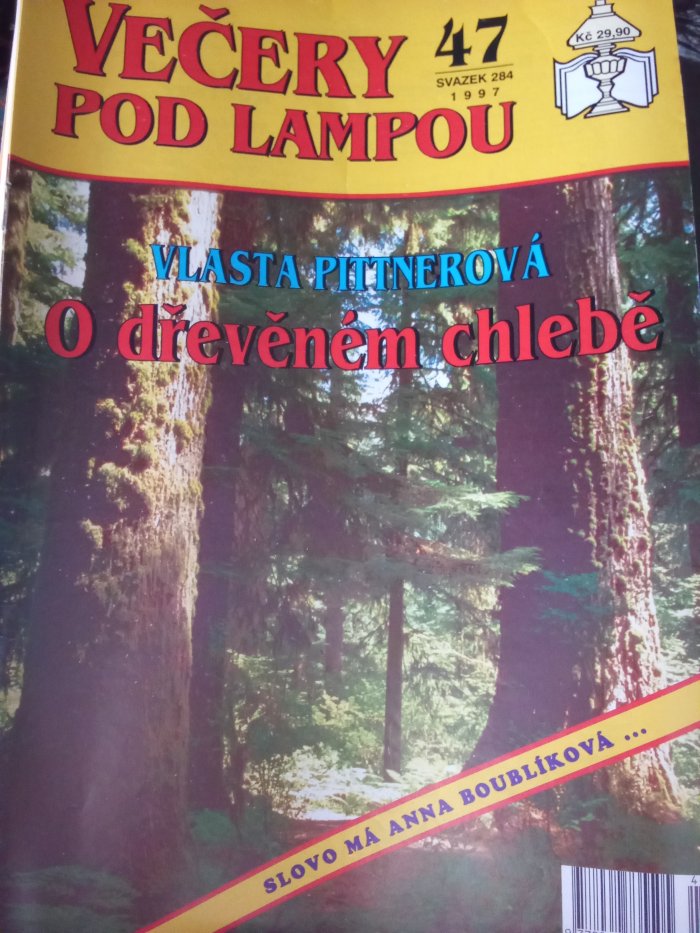 VEČERY
POD LAMPOU
47
SVAZEK 284
1997
Kč 29,90
VLASTA PITTNEROVÁ
O dřevěném chlebě
SLOVO MÁ ANNA BOUBLÍKOVÁ ...